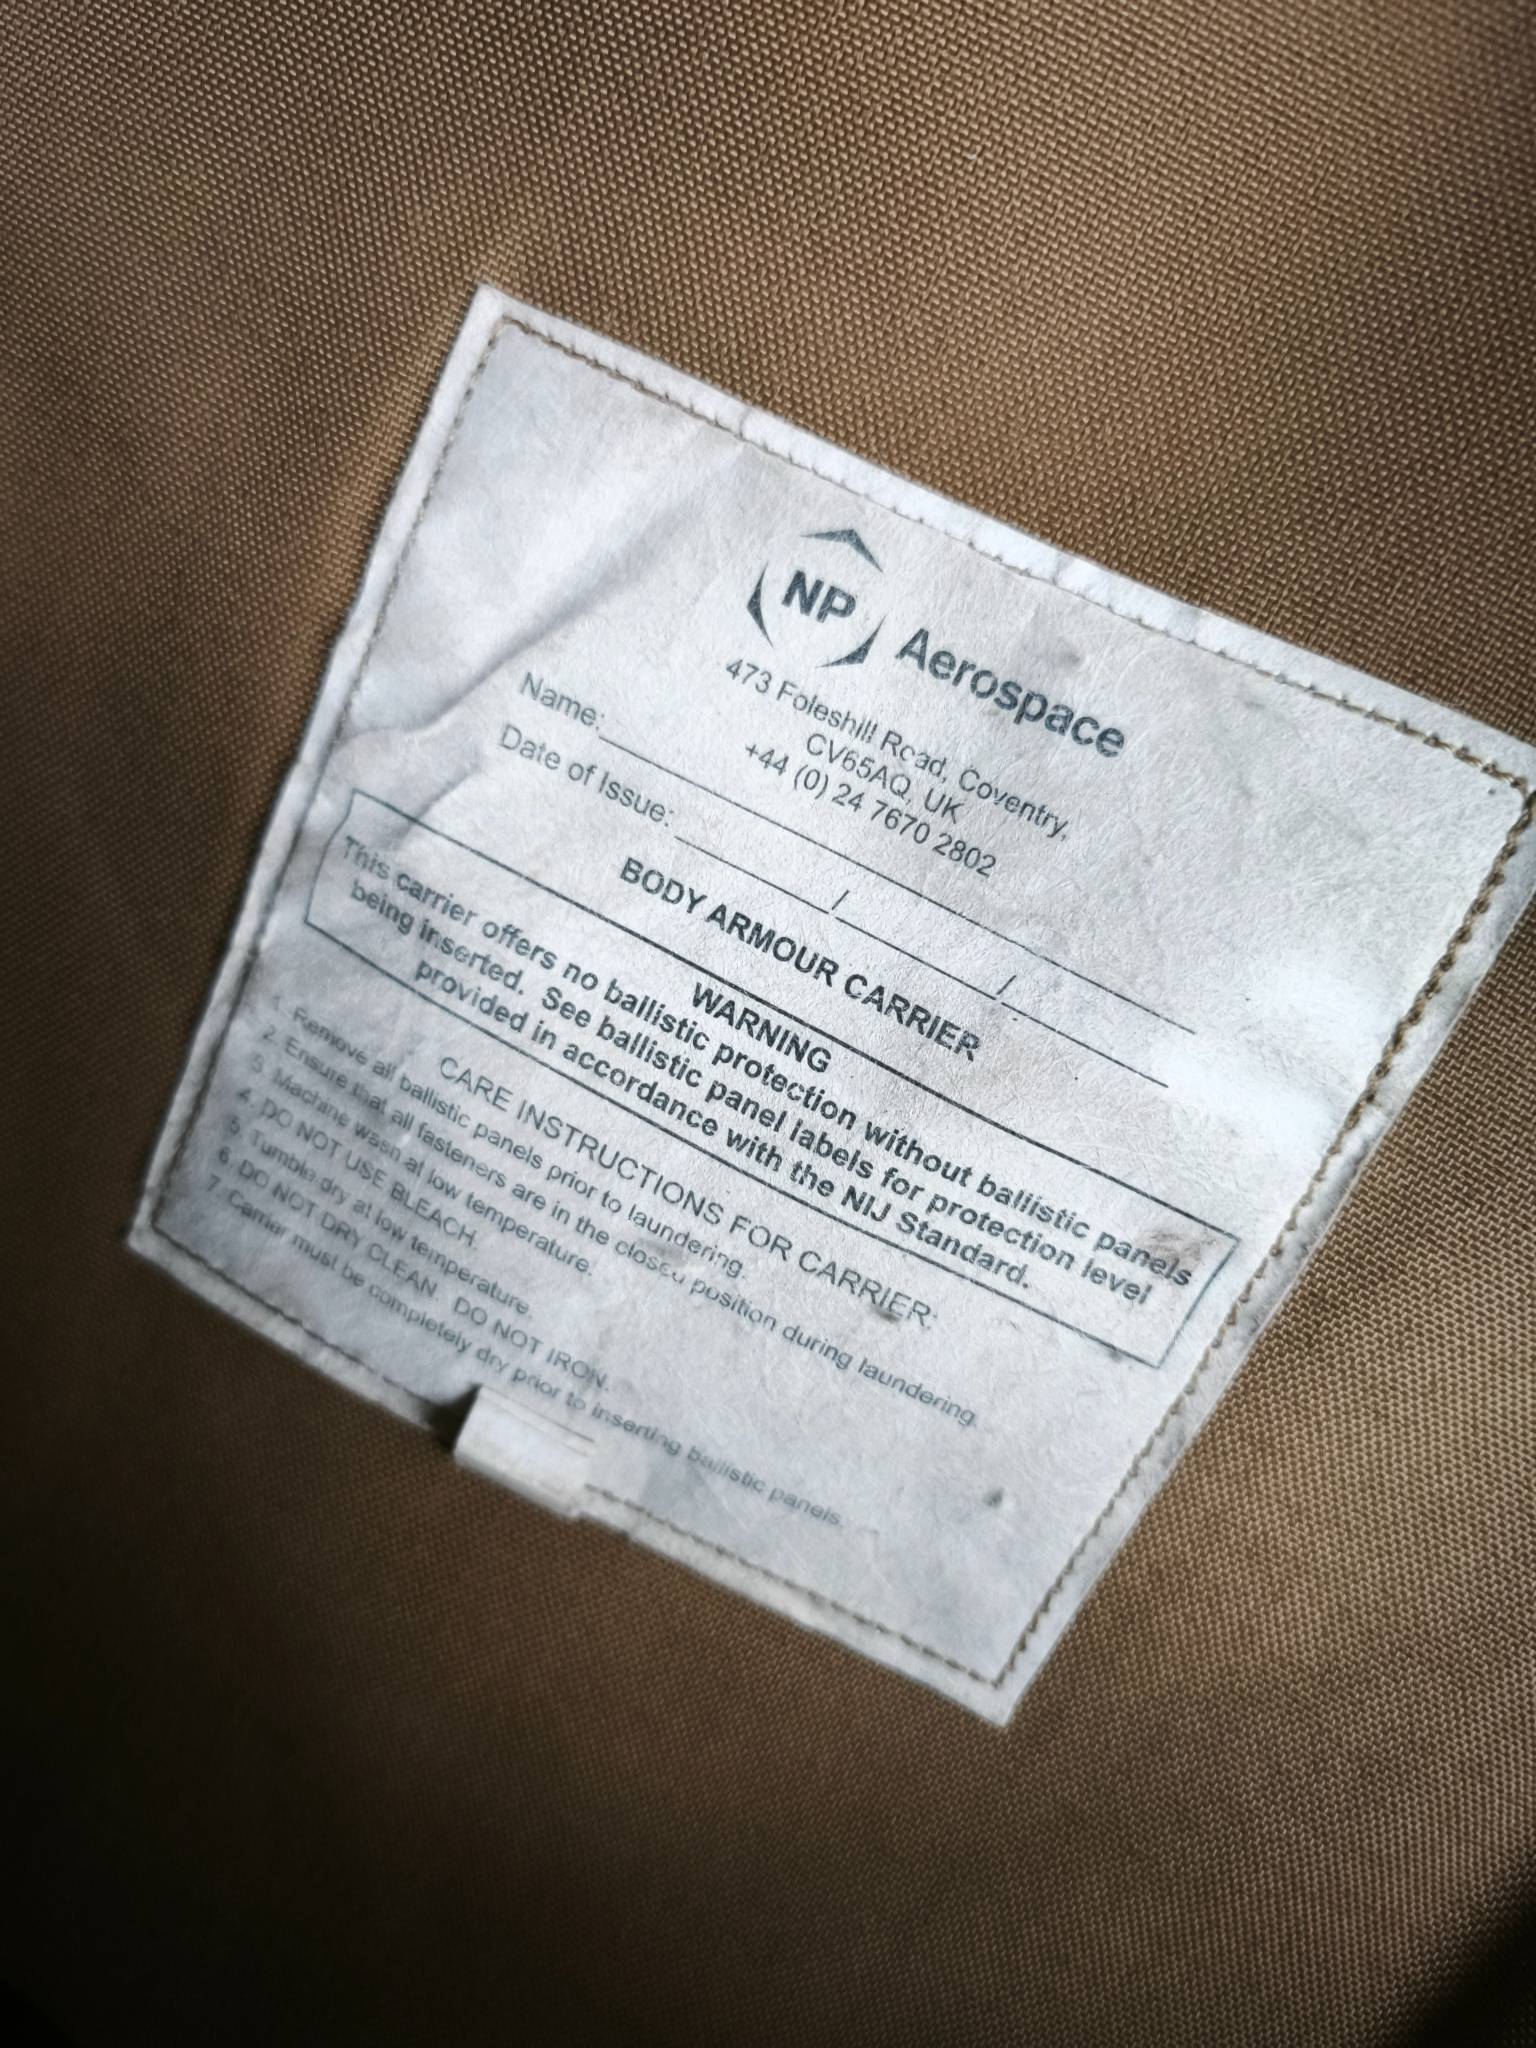 NP Aerospace
473 Foleshill Road, Coventry,
CV65AQ, UK
+44 (0) 24 7670 2802
Name:
Date of Issue: / /
BODY ARMOUR CARRIER
WARNING
This carrier offers no ballistic protection without ballistic panels
being inserted. See ballistic panel labels for protection level
provided in accordance with the NIJ Standard.
CARE INSTRUCTIONS FOR CARRIER:
1. Remove all ballistic panels prior to laundering.
2. Ensure that all fasteners are in the closed position during laundering.
3. Machine wash at low temperature.
4. DO NOT USE BLEACH.
5. Tumble dry at low temperature.
6. DO NOT DRY CLEAN. DO NOT IRON.
7. Carrier must be completely dry prior to inserting ballistic panels.